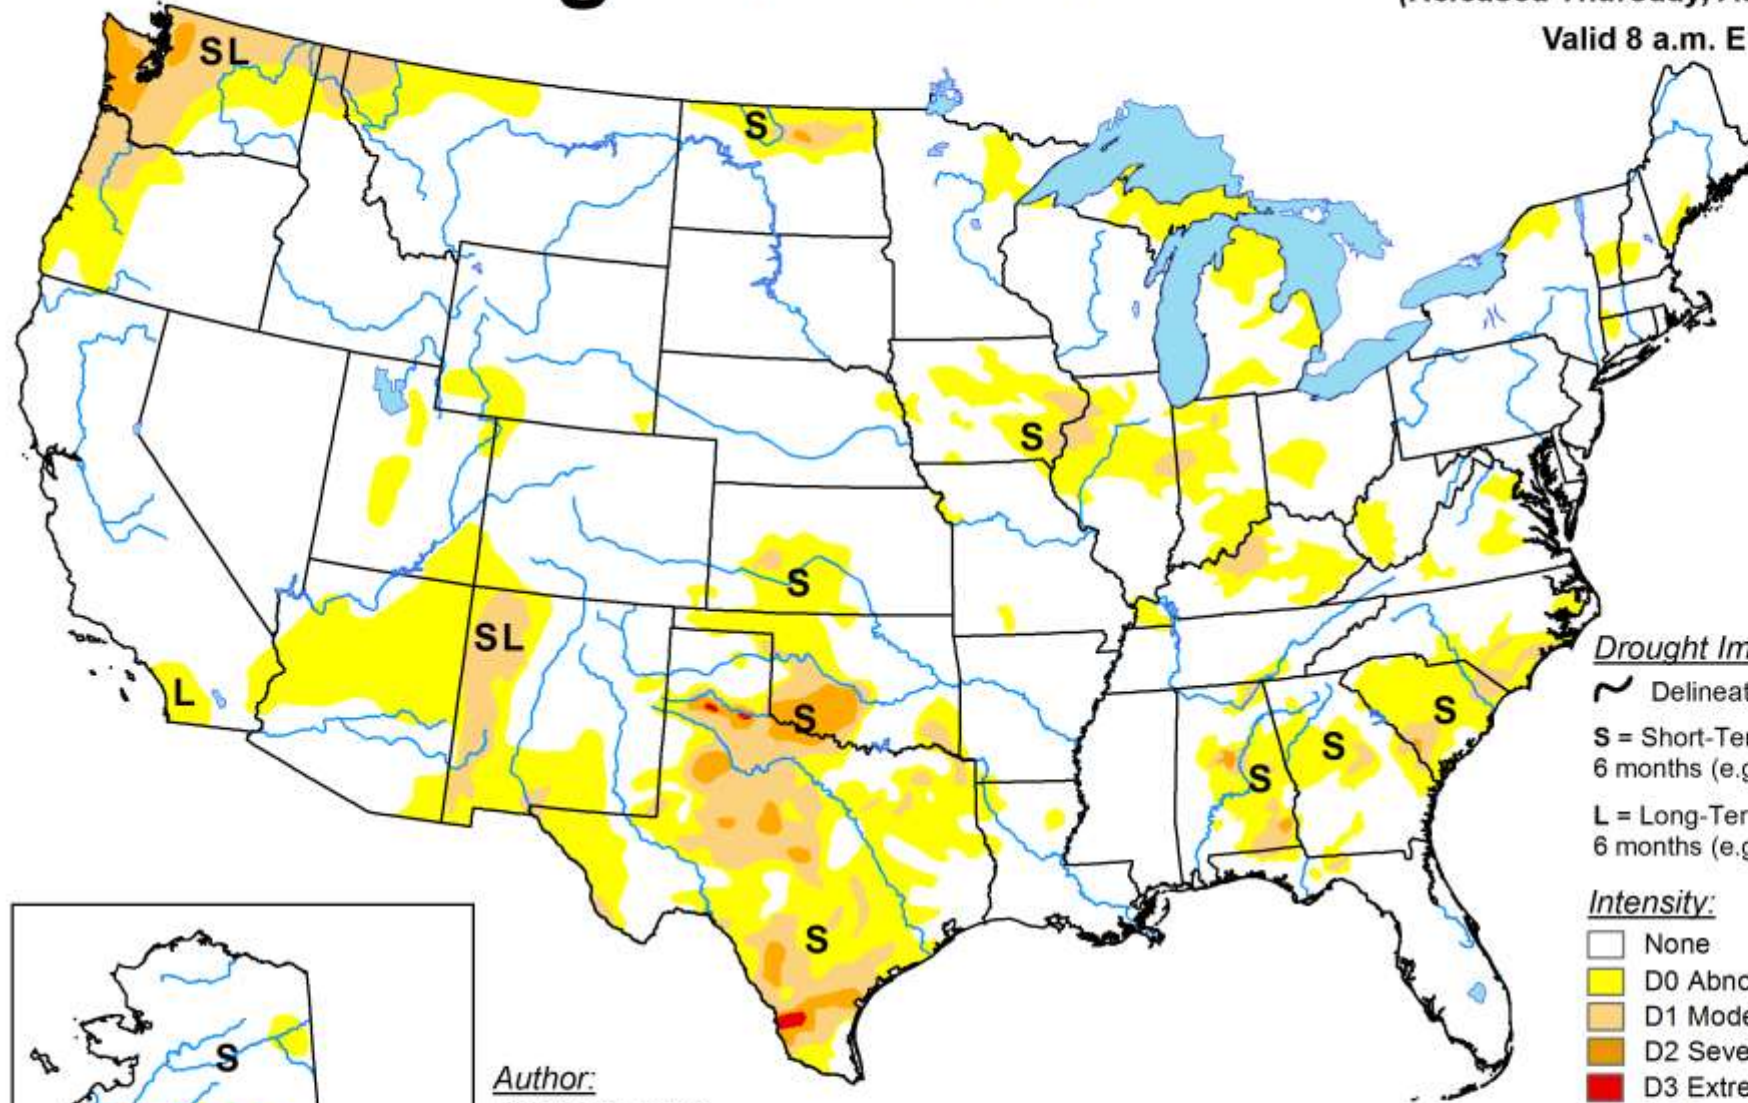 Valid 8 a.m. E
SL
S
S
S
SL
L
S
S
S
S
S
S
Drought Im
Delineat
S = Short-Ter
6 months (e.g
L = Long-Ter
6 months (e.g
Intensity:
None
D0 Abno
D1 Mode
D2 Seve
D3 Extre
Author: